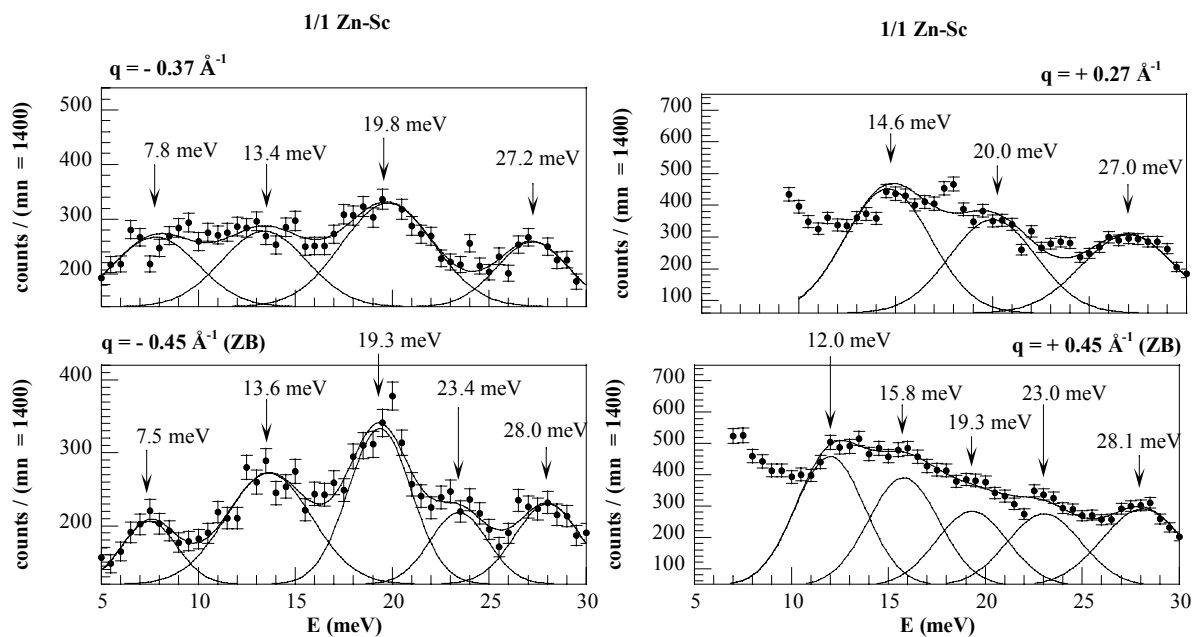 1/1 Zn-Sc
q = - 0.37 Å-1
counts / (mn = 1400)
500
400
300
200
7.8 meV
13.4 meV
19.8 meV
27.2 meV
q = - 0.45 Å-1 (ZB)
counts / (mn = 1400)
400
300
200
7.5 meV
13.6 meV
19.3 meV
23.4 meV
28.0 meV
5 10 15 20 25 30
E (meV)
1/1 Zn-Sc
q = + 0.27 Å-1
counts / (mn = 1400)
700
600
500
400
300
200
100
14.6 meV
20.0 meV
27.0 meV
q = + 0.45 Å-1 (ZB)
counts / (mn = 1400)
700
600
500
400
300
200
100
12.0 meV
15.8 meV
19.3 meV
23.0 meV
28.1 meV
10 15 20 25 30
E (meV)